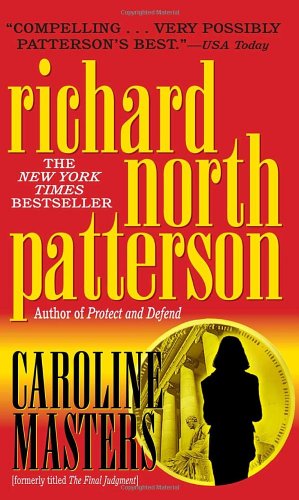 "COMPELLING . . . VERY POSSIBLY
PATTERSON'S BEST."—USA Today
richard
THE
NEW YORK
TIMES
BESTSELLER
north
patterson
Author of Protect and Defend
CAROLINE
MASTERS
[formerly titled The Final Judgment]